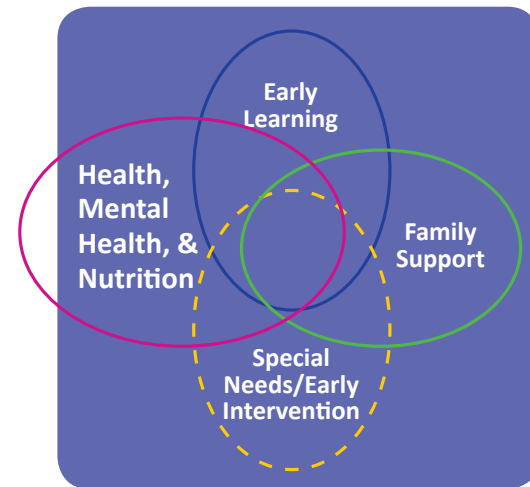 Early
Learning
Health,
Mental
Health, &
Nutrition
Family
Support
Special
Needs/Early
Intervention